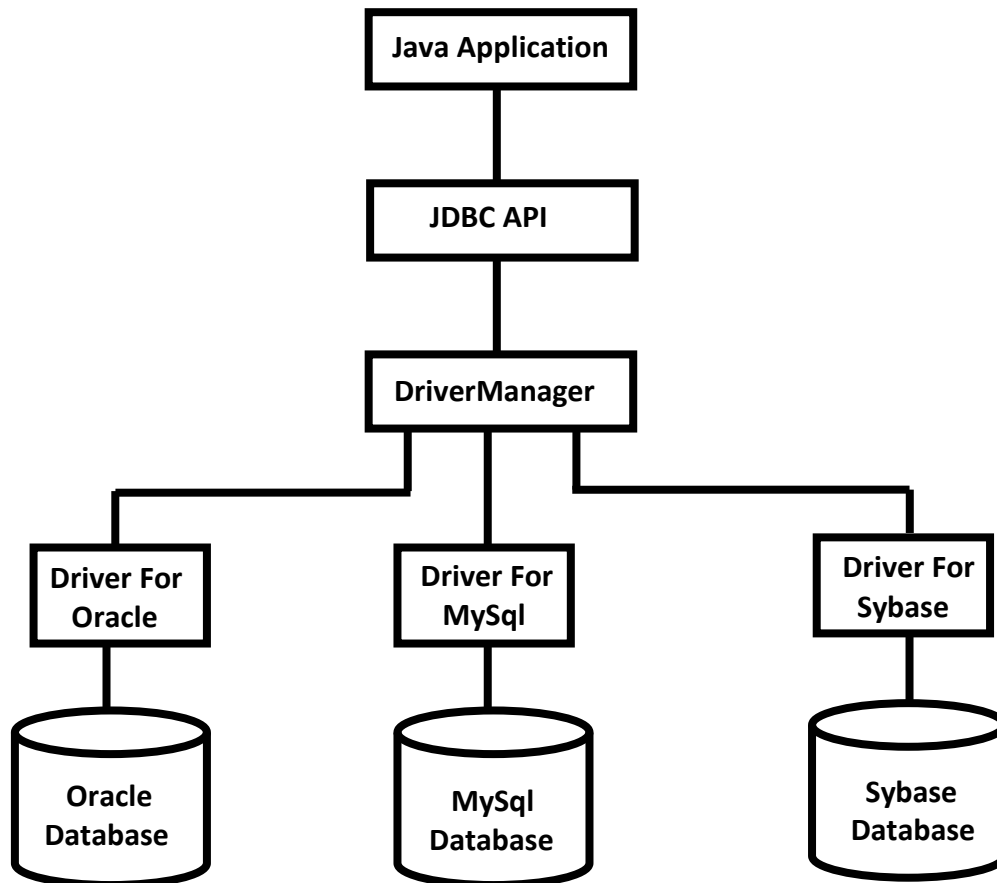 Java Application
JDBC API
DriverManager
Driver For
Oracle
Driver For
MySql
Driver For
Sybase
Oracle
Database
MySql
Database
Sybase
Database